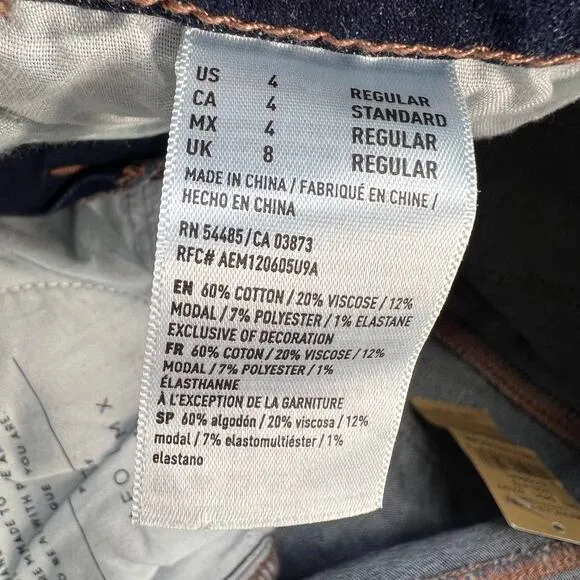 US 4 REGULAR
CA 4 STANDARD
MX 4 REGULAR
UK 8 REGULAR
MADE IN CHINA / FABRIQUÉ EN CHINE /
HECHO EN CHINA
RN 54485/CA 03873
RFC# AEM120605U9A
EN 60% COTTON / 20% VISCOSE / 12%
MODAL / 7% POLYESTER / 1% ELASTANE
EXCLUSIVE OF DECORATION
FR 60% COTON / 20% VISCOSE / 12%
MODAL / 7% POLYESTER / 1%
ÉLASTHANNE
À L'EXCEPTION DE LA GARNITURE
SP 60% algodón / 20% viscosa / 12%
modal / 7% elastomultiéster / 1%
elastano